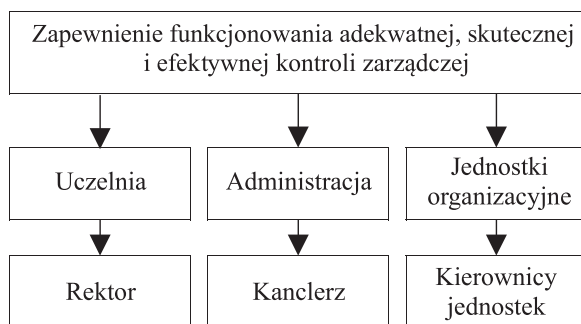 Zapewnienie funkcjonowania adekwatnej, skutecznej
i efektywnej kontroli zarządczej
Uczelnia
Administracja
Jednostki
organizacyjne
Rektor
Kanclerz
Kierownicy
jednostek